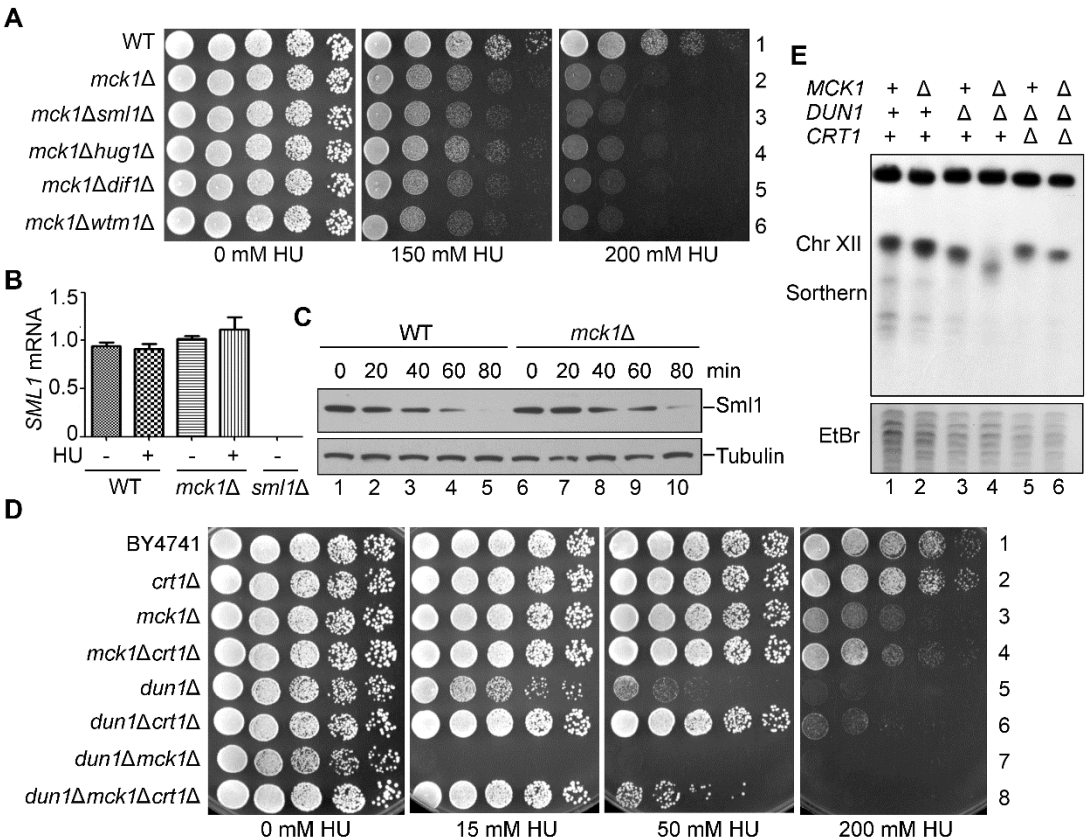 A
WT 1
mck1Δ 2
mck1Δsml1Δ 3
mck1Δhug1Δ 4
mck1Δdif1Δ 5
mck1Δwtm1Δ 6
0 mM HU 150 mM HU 200 mM HU
B
SML1 mRNA
1.5
1.0
0.5
0
HU - + - + -
WT mck1Δ sml1Δ
C
WT mck1Δ
0 20 40 60 80 0 20 40 60 80 min
Sml1
Tubulin
1 2 3 4 5 6 7 8 9 10
D
BY4741 1
crt1Δ 2
mck1Δ 3
mck1Δcrt1Δ 4
dun1Δ 5
dun1Δcrt1Δ 6
dun1Δmck1Δ 7
dun1Δmck1Δcrt1Δ 8
0 mM HU 15 mM HU 50 mM HU 200 mM HU
E
MCK1 + Δ + Δ + Δ
DUN1 + + Δ Δ Δ Δ
CRT1 + + + + Δ Δ
Chr XII
Sorthern
EtBr
1 2 3 4 5 6